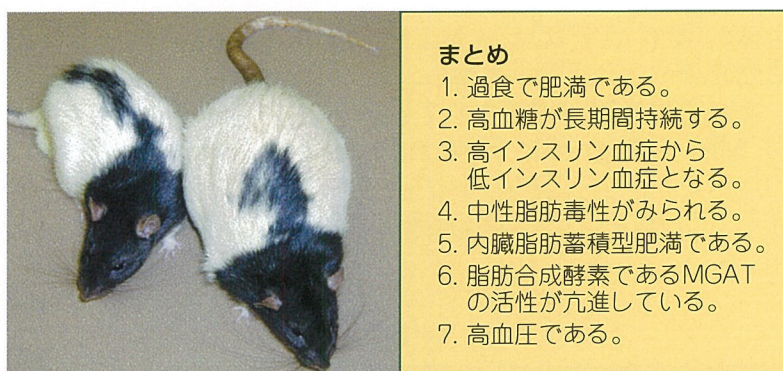 まとめ
1. 過食で肥満である。
2. 高血糖が長期間持続する。
3. 高インスリン血症から
低インスリン血症となる。
4. 中性脂肪毒性がみられる。
5. 内臓脂肪蓄積型肥満である。
6. 脂肪合成酵素であるMGAT
の活性が亢進している。
7. 高血圧である。